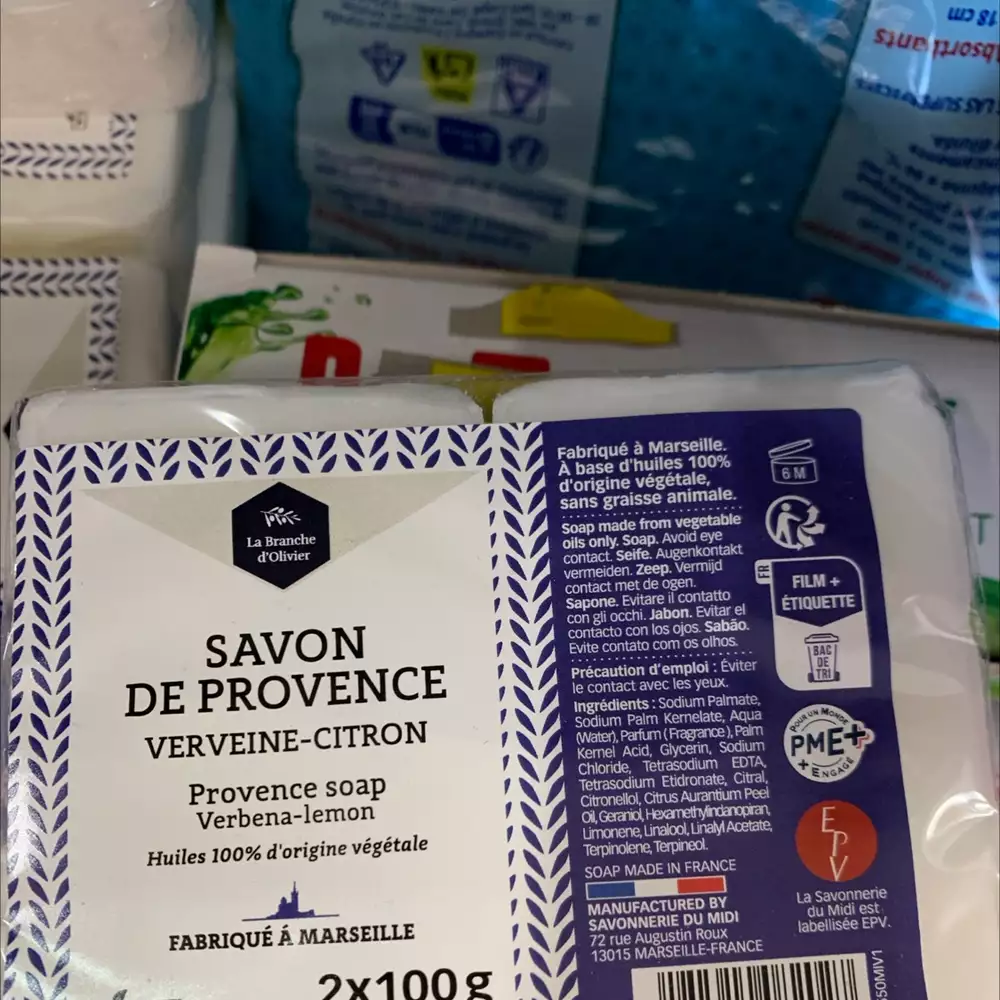 18 cm
La Branche
d'Olivier
SAVON
DE PROVENCE
VERVEINE-CITRON
Provence soap
Verbena-lemon
Huiles 100% d'origine végétale
FABRIQUÉ Á MARSEILLE
2x100g
Fabriqué à Marseille.
À base d'huiles 100%
d'origine végétale,
sans graisse animale.
Soap made from vegetable
oils only. Soap. Avoid eye
contact. Seife. Augenkontakt
vermeiden. Zeep. Vermijd
contact met de ogen.
Sapone. Evitare il contatto
con gli occhi. Jabon. Evitar el
contacto con los ojos. Sabão.
Evite contato com os olhos.
Précaution d'emploi : Éviter
le contact avec les yeux.
Ingrédients : Sodium Palmate,
Sodium Palm Kernelate, Aqua
(Water), Parfum (Fragrance), Palm
Kernel Acid, Glycerin, Sodium
Chloride, Tetrasodium EDTA,
Tetrasodium Etidronate, Citral,
Citronellol, Citrus Aurantium Peel
Oil, Geraniol, Hexamethylindanopiran,
Limonene, Linalool, Linalyl Acetate,
Terpinolene, Terpineol.
SOAP MADE IN FRANCE
MANUFACTURED BY
SAVONNERIE DU MIDI
72 rue Augustin Roux
13015 MARSEILLE-FRANCE
6 M
FR
FILM +
ÉTIQUETTE
BAC
DE
TRI
POUR UN MONDE
PME+
+ ENGAGÉ
EPV
La Savonnerie
du Midi est
labellisée EPV.
50MIV1